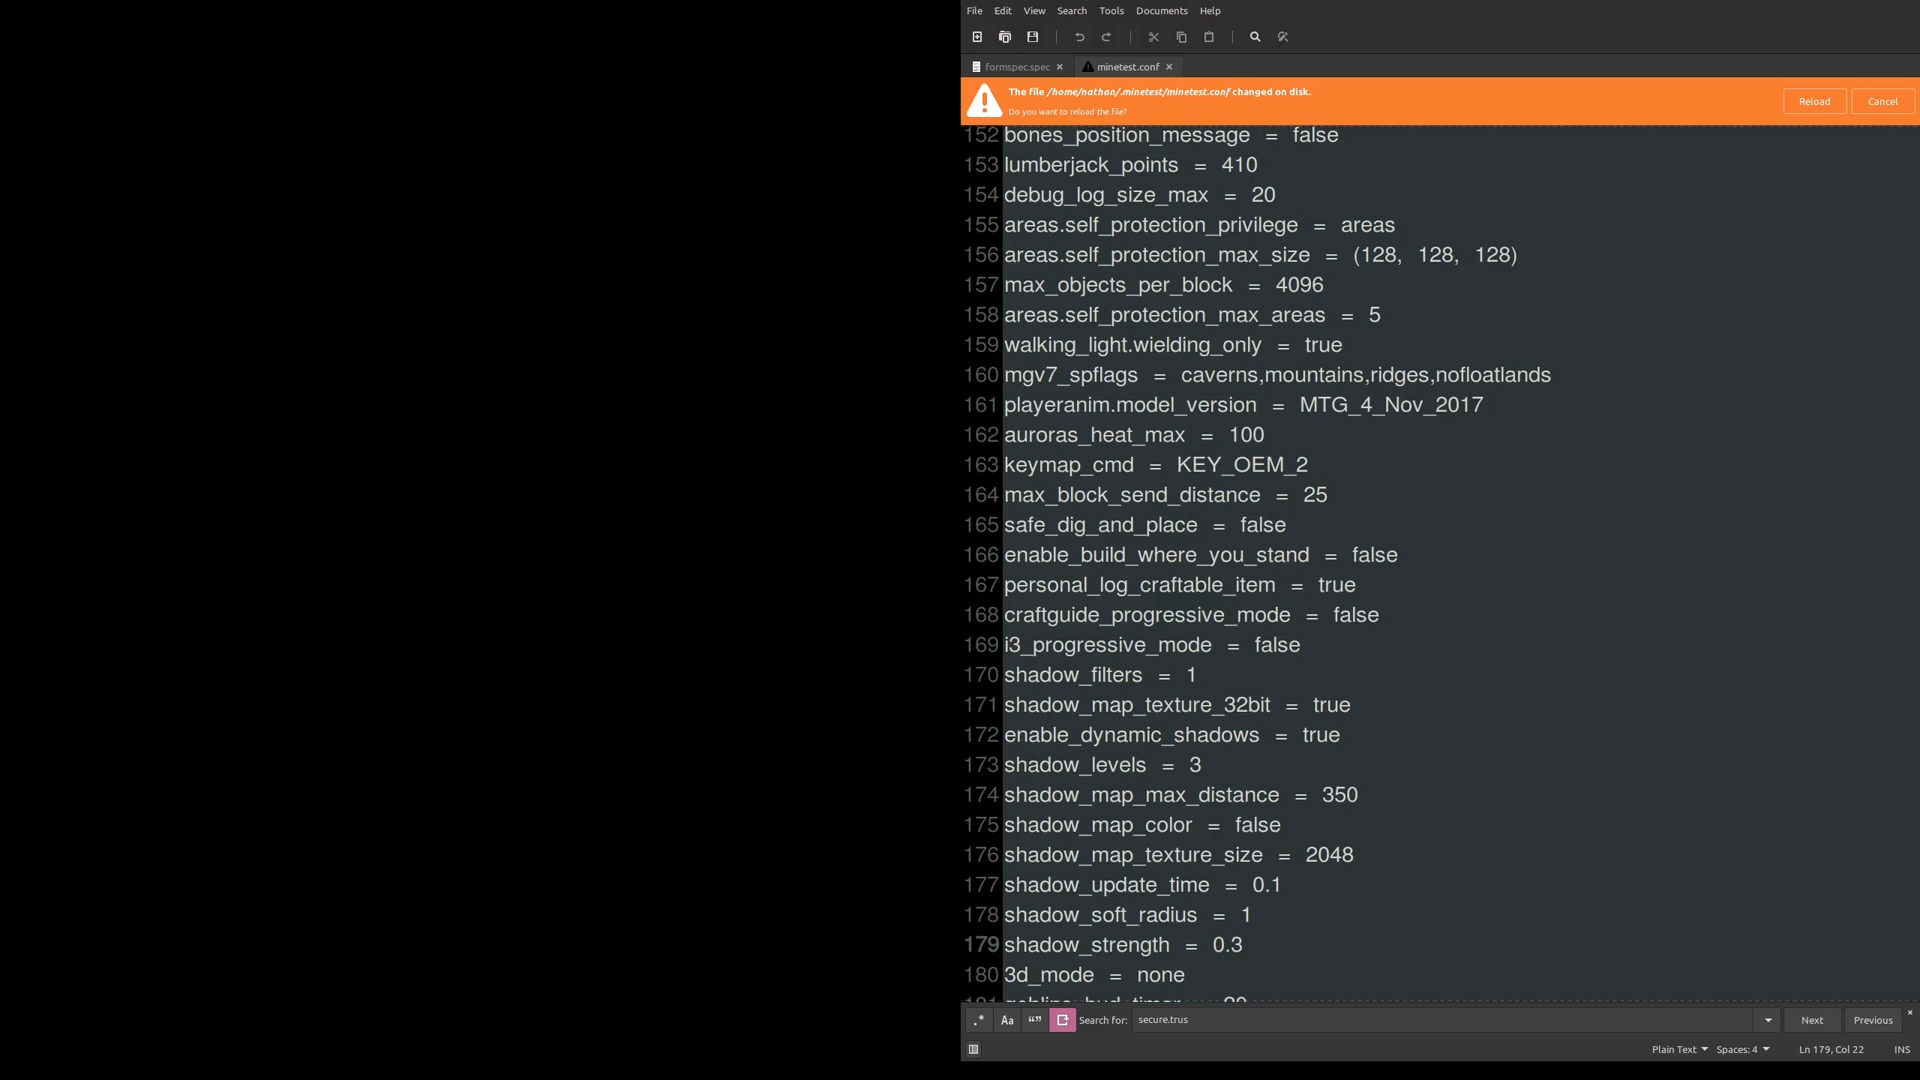 File Edit View Search Tools Documents Help
formspec.spec × minetest.conf ×
The file /home/nathan/.minetest/minetest.conf changed on disk.
Do you want to reload the file?
Reload Cancel
152 bones_position_message = false
153 lumberjack_points = 410
154 debug_log_size_max = 20
155 areas.self_protection_privilege = areas
156 areas.self_protection_max_size = (128, 128, 128)
157 max_objects_per_block = 4096
158 areas.self_protection_max_areas = 5
159 walking_light.wielding_only = true
160 mgv7_spflags = caverns,mountains,ridges,nofloatlands
161 playeranim.model_version = MTG_4_Nov_2017
162 auroras_heat_max = 100
163 keymap_cmd = KEY_OEM_2
164 max_block_send_distance = 25
165 safe_dig_and_place = false
166 enable_build_where_you_stand = false
167 personal_log_craftable_item = true
168 craftguide_progressive_mode = false
169 i3_progressive_mode = false
170 shadow_filters = 1
171 shadow_map_texture_32bit = true
172 enable_dynamic_shadows = true
173 shadow_levels = 3
174 shadow_map_max_distance = 350
175 shadow_map_color = false
176 shadow_map_texture_size = 2048
177 shadow_update_time = 0.1
178 shadow_soft_radius = 1
179 shadow_strength = 0.3
180 3d_mode = none
.* Aa “” Search for: secure.trus Next Previous ×
Plain Text Spaces: 4 Ln 179, Col 22 INS